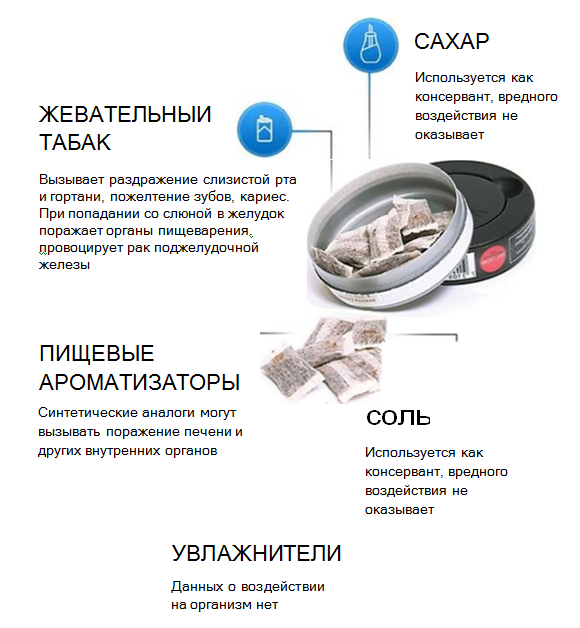 САХАР
Используется как
консервант, вредного
воздействия не
оказывает
ЖЕВАТЕЛЬНЫИ
ТАБАК
Вызывает раздражение слизистой рта
и гортани, пожелтение зубов, кариес.
При попадании со слюной в желудок
поражает органы пищеварения,
провоцирует рак поджелудочной
железы
ПИЩЕВЫЕ
АРОМАТИЗАТОРЫ
Синтетические аналоги могут
вызывать поражение печени и
других внутренних органов
СОЛЬ
Используется как
консервант, вредного
воздействия не
оказывает
УВЛАЖНИТЕЛИ
Данных о воздействии
на организм нет